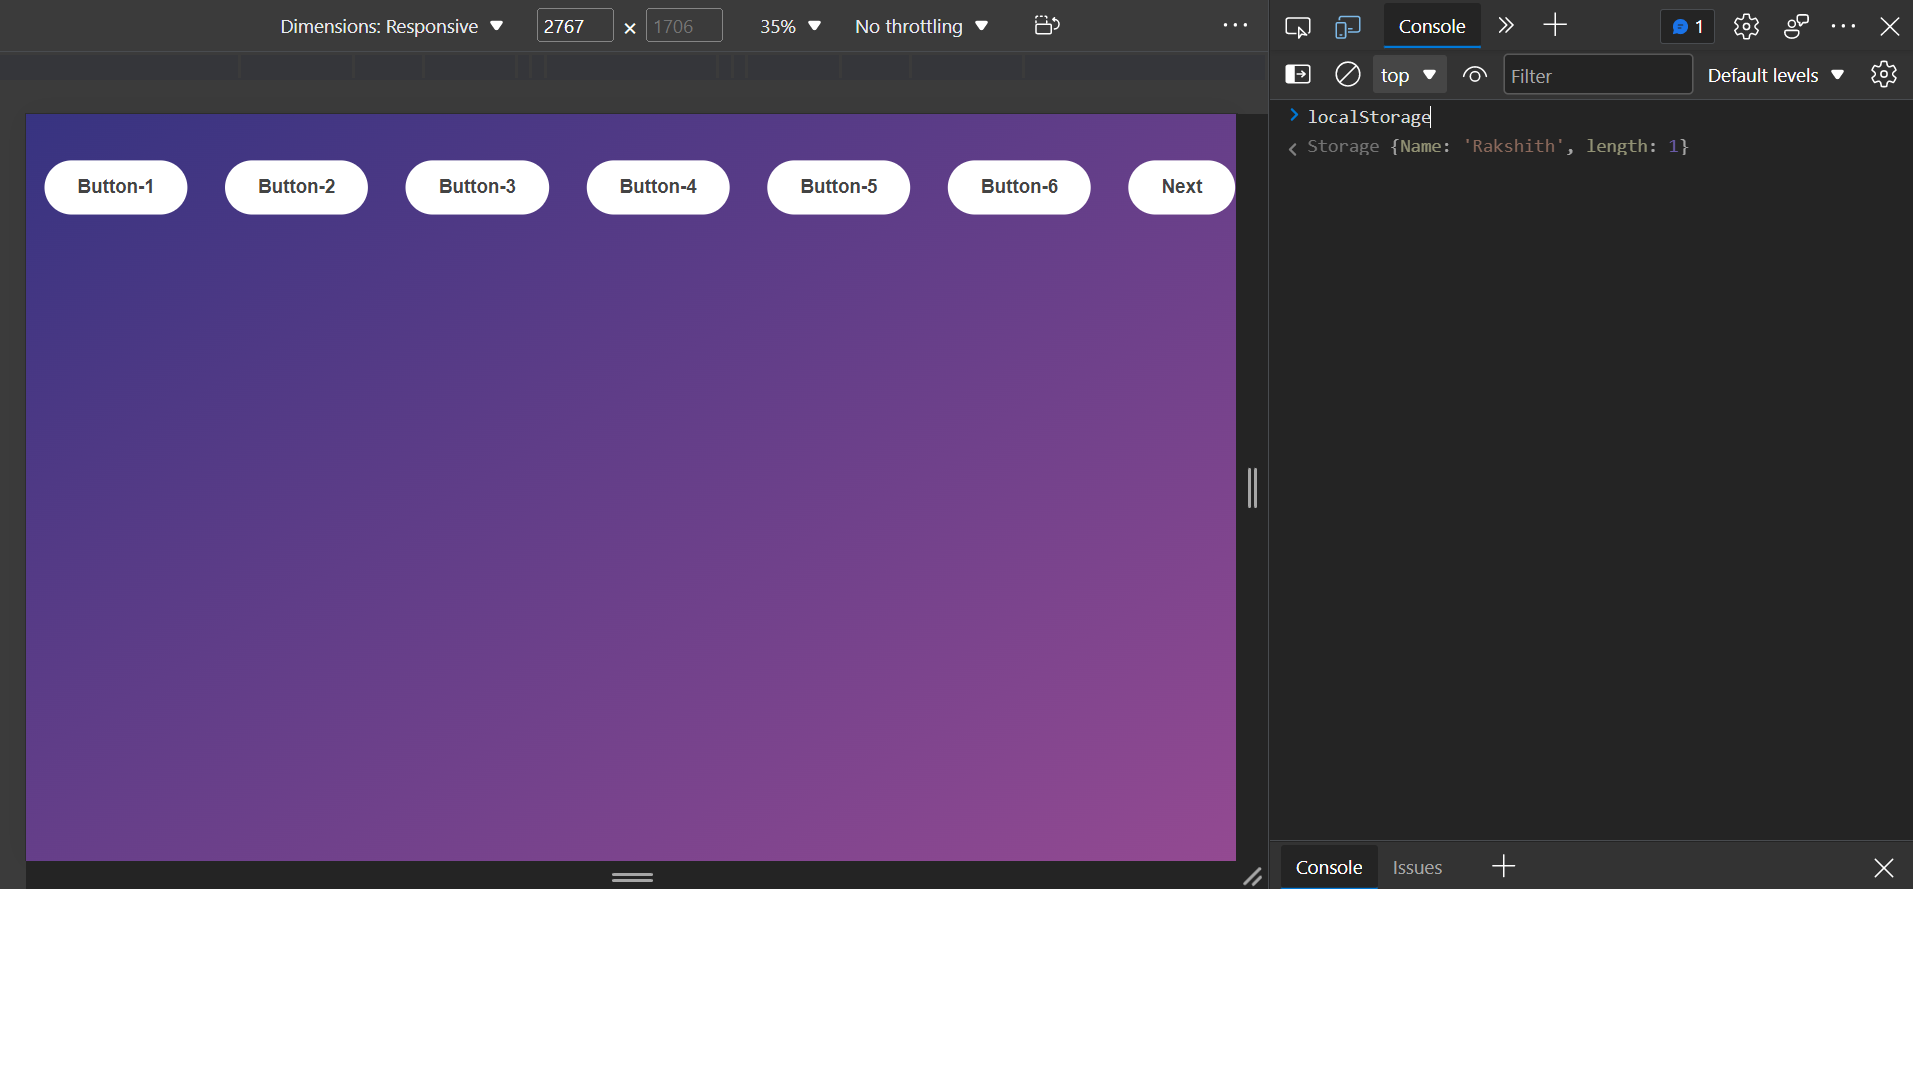 Dimensions: Responsive ▼ 2767 × 1706 35% ▼ No throttling ▼ ...
Console » + 1 ...
top ▼ Filter Default levels ▼
> localStorage
< Storage {Name: 'Rakshith', length: 1}
Button-1 Button-2 Button-3 Button-4 Button-5 Button-6 Next
Console Issues +